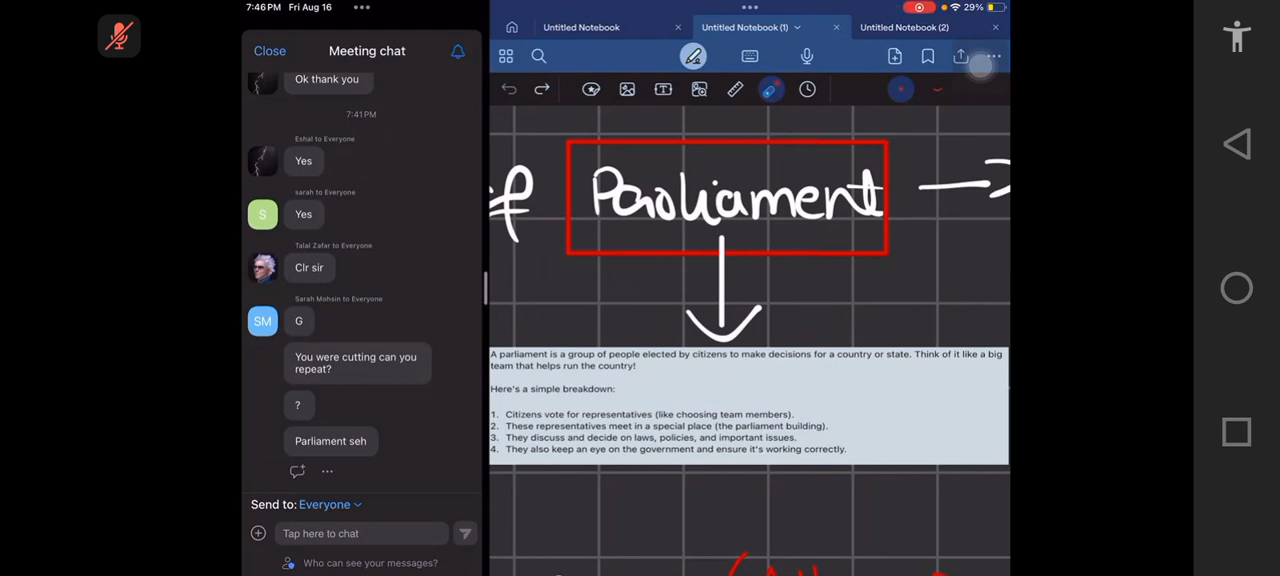 7:46 PM Fri Aug 16
29%
Close Meeting chat
Ok thank you
7:41 PM
Eshal to Everyone
Yes
sarah to Everyone
S
Yes
Talal Zafar to Everyone
Clr sir
Sarah Mohsin to Everyone
SM
G
You were cutting can you
repeat?
?
Parliament seh
Send to: Everyone
Tap here to chat
Who can see your messages?
Untitled Notebook
Untitled Notebook (1)
Untitled Notebook (2)
Parliament
A parliament is a group of people elected by citizens to make decisions for a country or state. Think of it like a big
team that helps run the country!
Here's a simple breakdown:
1. Citizens vote for representatives (like choosing team members).
2. These representatives meet in a special place (the parliament building).
3. They discuss and decide on laws, policies, and important issues.
4. They also keep an eye on the government and ensure it's working correctly.